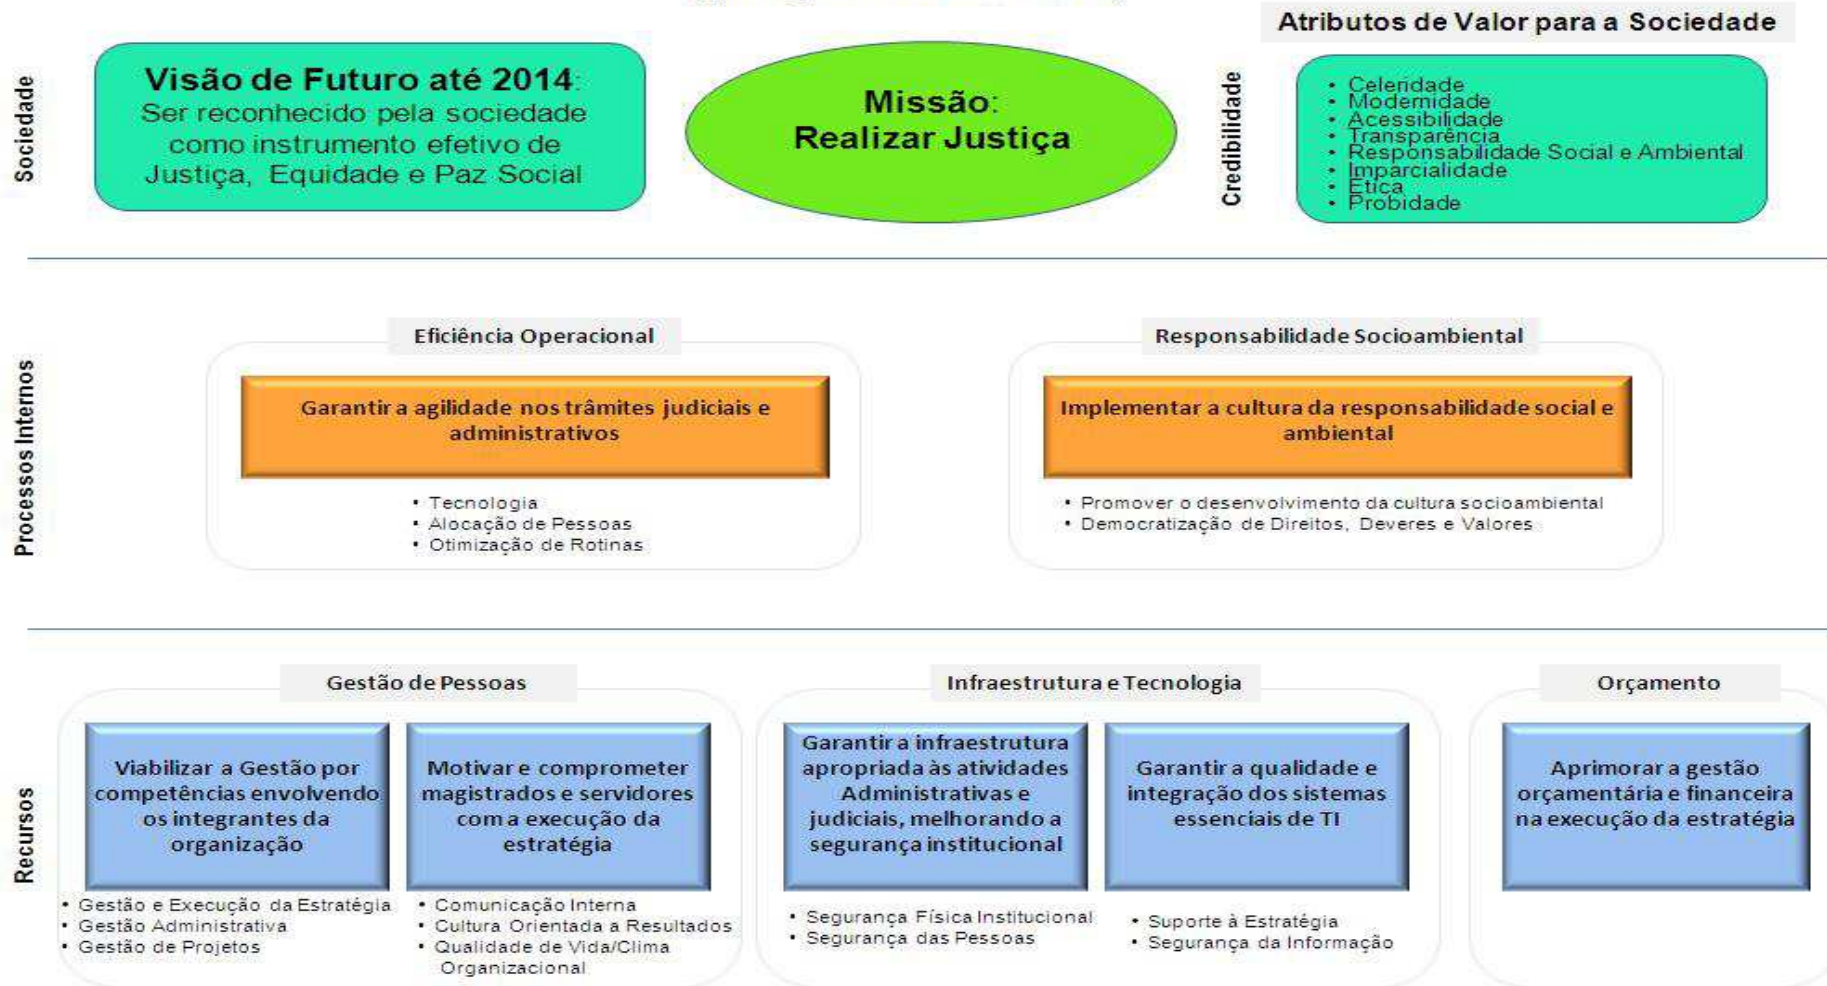 Atributos de Valor para a Sociedade
Sociedade
Visão de Futuro até 2014:
Ser reconhecido pela sociedade
como instrumento efetivo de
Justiça, Equidade e Paz Social
Missão:
Realizar Justiça
Credibilidade
• Celeridade
• Modernidade
• Acessibilidade
• Transparência
• Responsabilidade Social e Ambiental
• Imparcialidade
• Ética
• Probidade
Processos Internos
Eficiência Operacional
Garantir a agilidade nos trâmites judiciais e
administrativos
• Tecnologia
• Alocação de Pessoas
• Otimização de Rotinas
Responsabilidade Socioambiental
Implementar a cultura da responsabilidade social e
ambiental
• Promover o desenvolvimento da cultura socioambiental
• Democratização de Direitos, Deveres e Valores
Recursos
Gestão de Pessoas
Viabilizar a Gestão por
competências envolvendo
os integrantes da
organização
• Gestão e Execução da Estratégia
• Gestão Administrativa
• Gestão de Projetos
Motivar e comprometer
magistrados e servidores
com a execução da
estratégia
• Comunicação Interna
• Cultura Orientada a Resultados
• Qualidade de Vida/Clima
Organizacional
Infraestrutura e Tecnologia
Garantir a infraestrutura
apropriada às atividades
Administrativas e
judiciais, melhorando a
segurança institucional
• Segurança Física Institucional
• Segurança das Pessoas
Garantir a qualidade e
integração dos sistemas
essenciais de TI
• Suporte à Estratégia
• Segurança da Informação
Orçamento
Aprimorar a gestão
orçamentária e financeira
na execução da estratégia